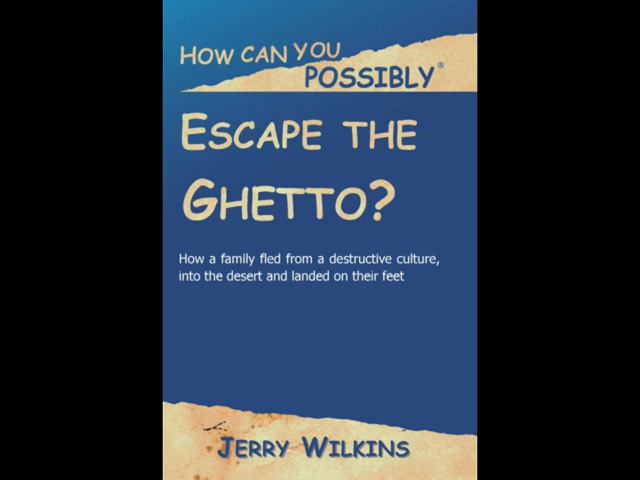 HOW CAN YOU
POSSIBLY®
ESCAPE THE
GHETTO?
How a family fled from a destructive culture,
into the desert and landed on their feet
JERRY WILKINS